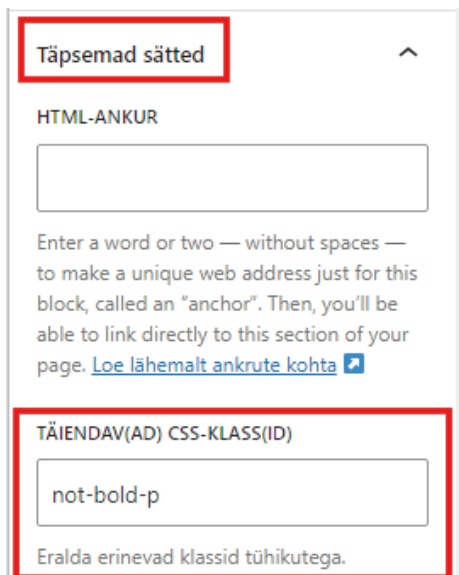 Täpsemad sätted
HTML-ANKUR
Enter a word or two — without spaces —
to make a unique web address just for this
block, called an “anchor”. Then, you’ll be
able to link directly to this section of your
page. Loe lähemalt ankrute kohta
TÄIENDAV(AD) CSS-KLASS(ID)
not-bold-p
Eralda erinevad klassid tühikutega.